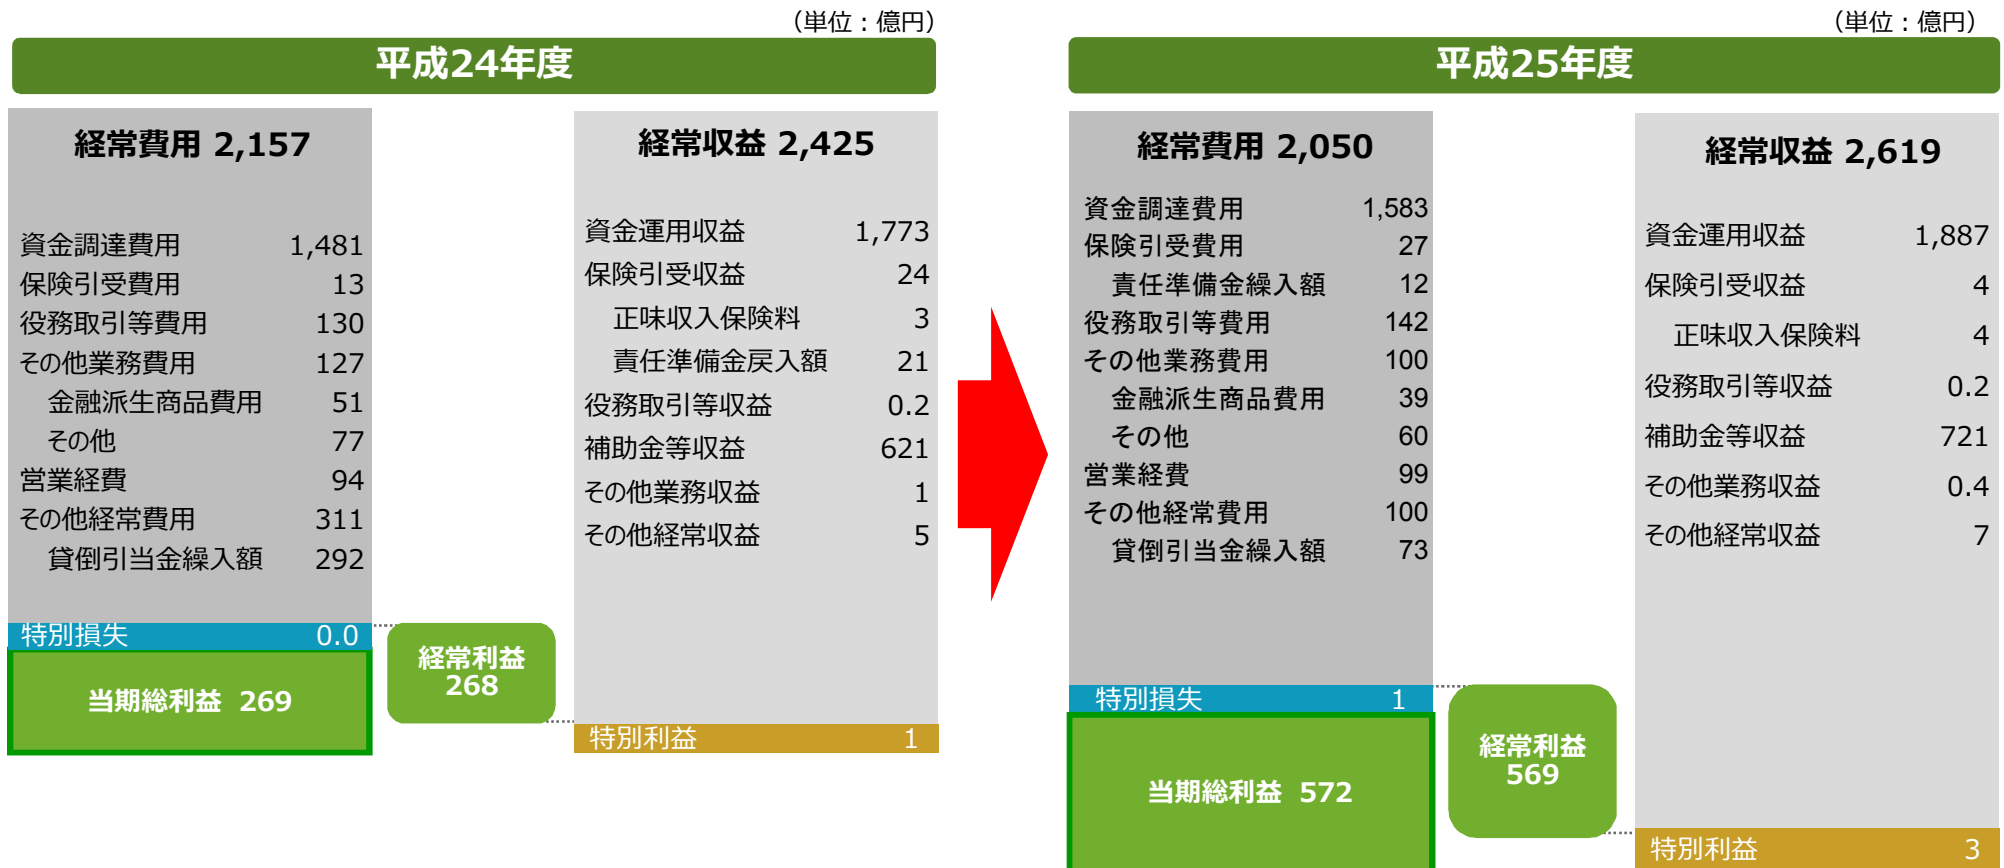 （単位：億円）
平成24年度
経常費用 2,157
資金調達費用 1,481
保険引受費用 13
役務取引等費用 130
その他業務費用 127
金融派生商品費用 51
その他 77
営業経費 94
その他経常費用 311
貸倒引当金繰入額 292
特別損失 0.0
当期総利益 269
経常利益
268
経常収益 2,425
資金運用収益 1,773
保険引受収益 24
正味収入保険料 3
責任準備金戻入額 21
役務取引等収益 0.2
補助金等収益 621
その他業務収益 1
その他経常収益 5
特別利益 1
（単位：億円）
平成25年度
経常費用 2,050
資金調達費用 1,583
保険引受費用 27
責任準備金繰入額 12
役務取引等費用 142
その他業務費用 100
金融派生商品費用 39
その他 60
営業経費 99
その他経常費用 100
貸倒引当金繰入額 73
特別損失 1
当期総利益 572
経常利益
569
経常収益 2,619
資金運用収益 1,887
保険引受収益 4
正味収入保険料 4
役務取引等収益 0.2
補助金等収益 721
その他業務収益 0.4
その他経常収益 7
特別利益 3